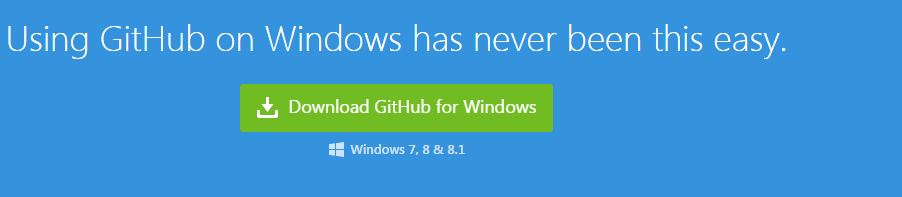 Using GitHub on Windows has never been this easy.
Download GitHub for Windows
Windows 7, 8 & 8.1